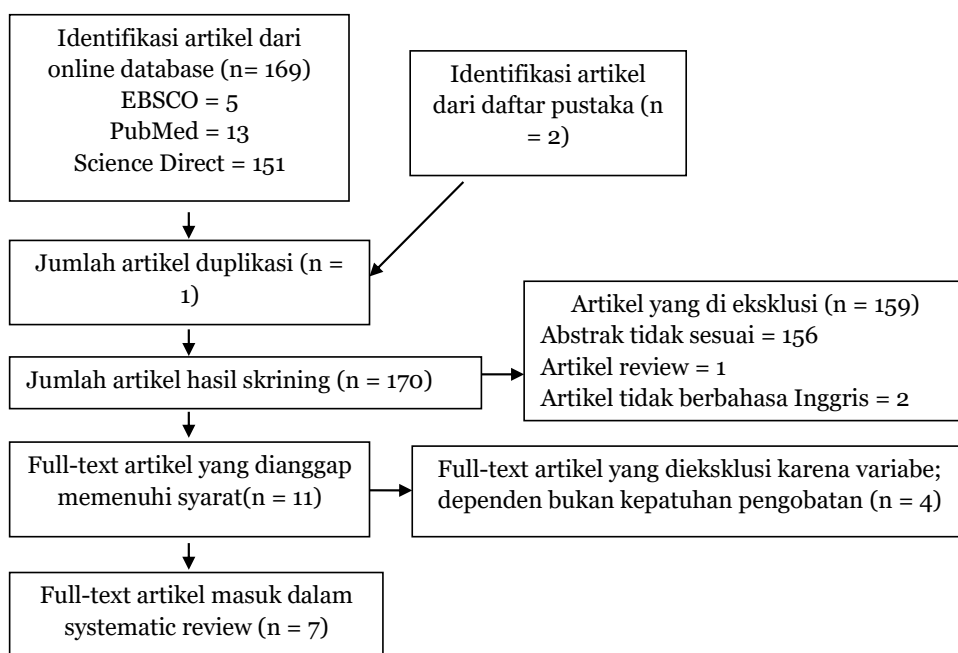 Identifikasi artikel dari
online database (n= 169)
EBSCO = 5
PubMed = 13
Science Direct = 151
Identifikasi artikel
dari daftar pustaka (n
= 2)
Jumlah artikel duplikasi (n =
1)
Jumlah artikel hasil skrining (n = 170)
Artikel yang di eksklusi (n = 159)
Abstrak tidak sesuai = 156
Artikel review = 1
Artikel tidak berbahasa Inggris = 2
Full-text artikel yang dianggap
memenuhi syarat(n = 11)
Full-text artikel yang dieksklusi karena variabe;
dependen bukan kepatuhan pengobatan (n = 4)
Full-text artikel masuk dalam
systematic review (n = 7)